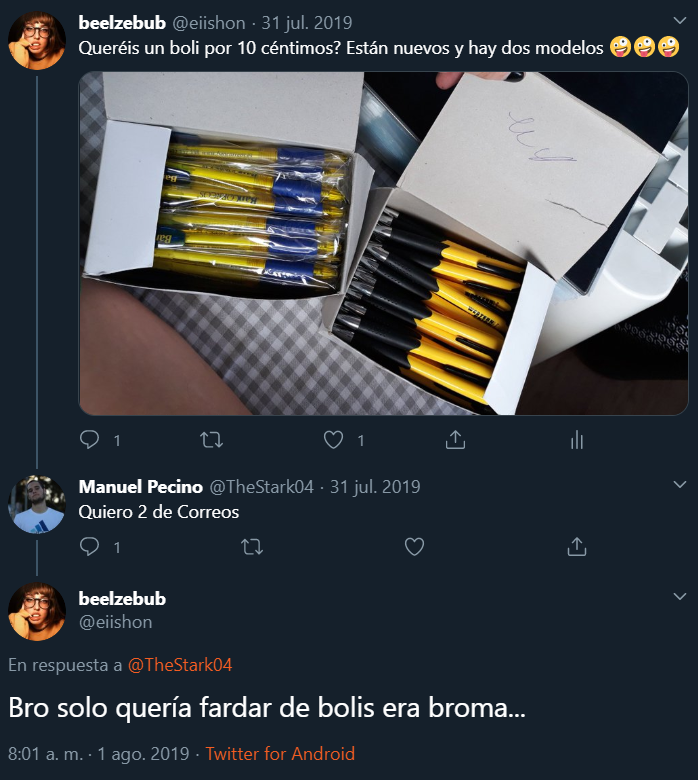 beelzebub @eiishon · 31 jul. 2019
Queréis un boli por 10 céntimos? Están nuevos y hay dos modelos 🤪🤪🤪
BANCORREOS
1
1
Manuel Pecino @TheStark04 · 31 jul. 2019
Quiero 2 de Correos
1
beelzebub
@eiishon
En respuesta a @TheStark04
Bro solo quería fardar de bolis era broma...
8:01 a. m. · 1 ago. 2019 · Twitter for Android